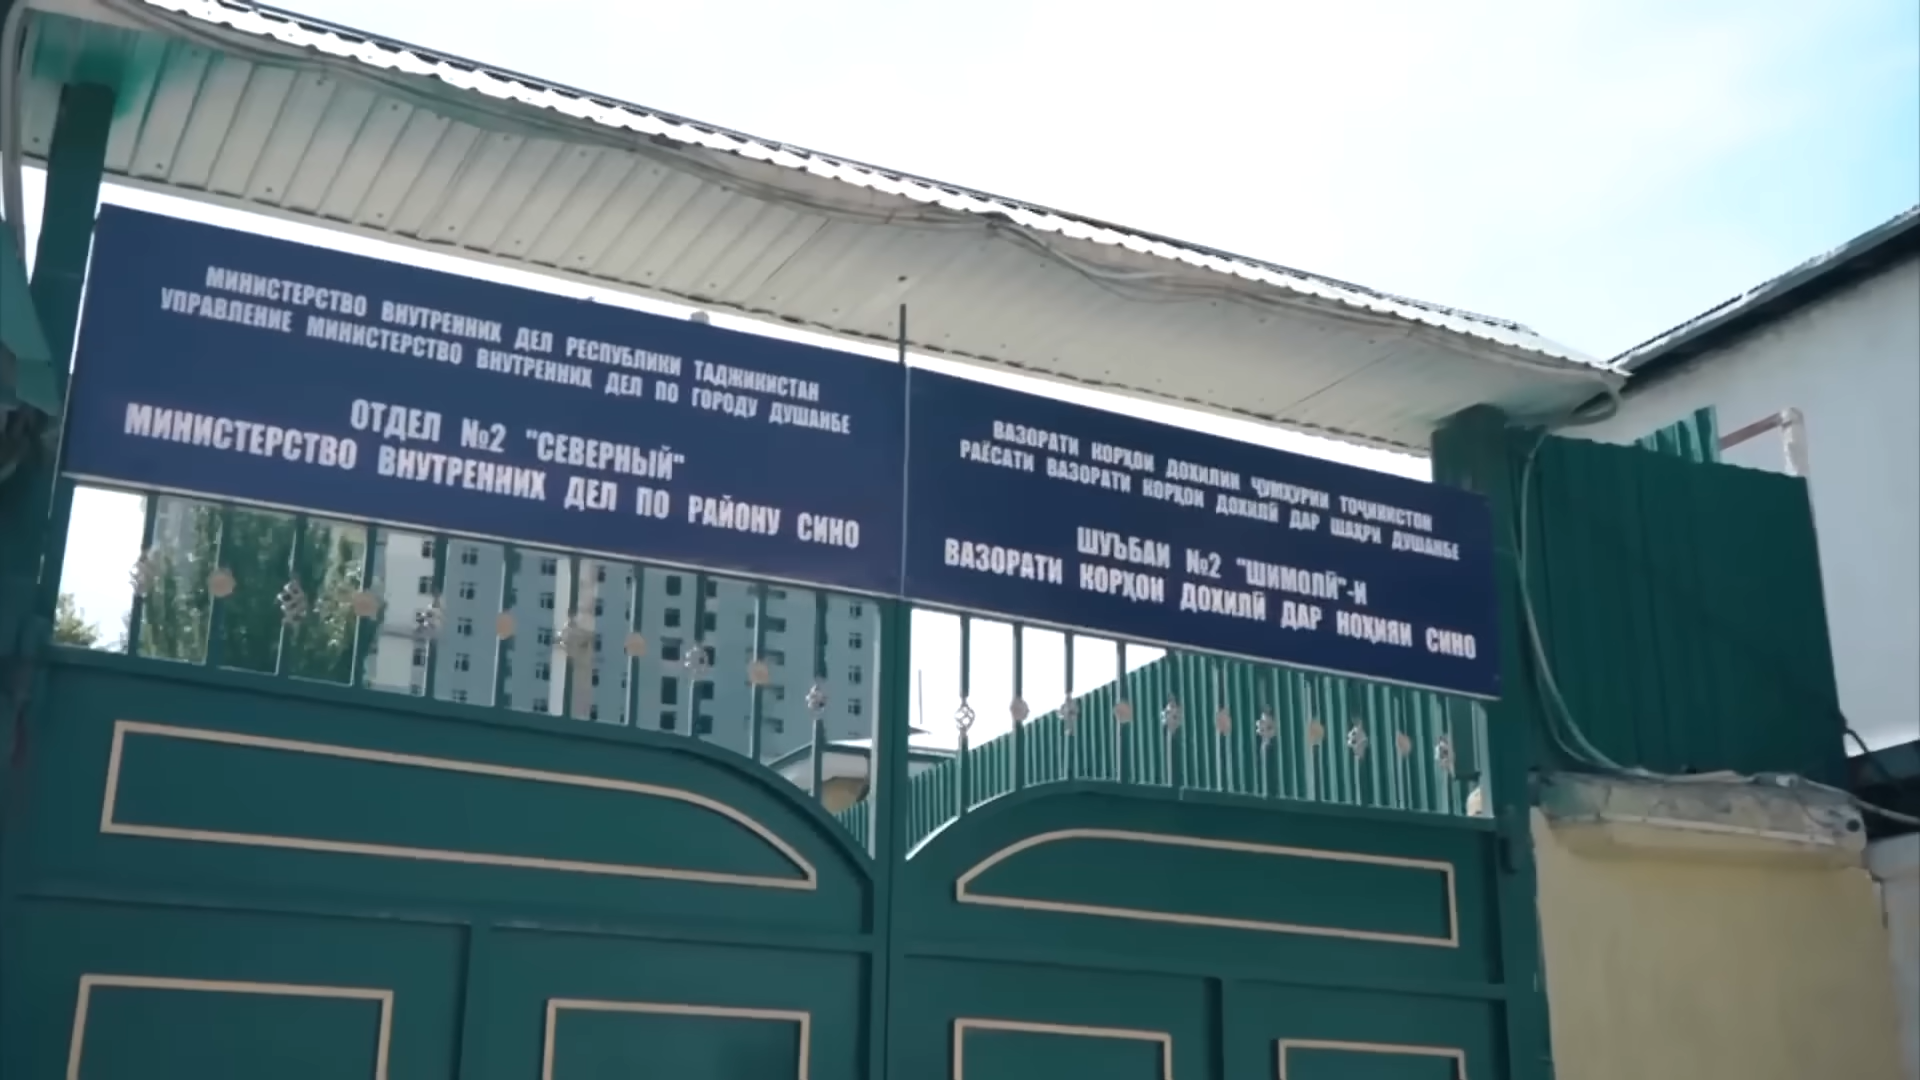 МИНИСТЕРСТВО ВНУТРЕННИХ ДЕЛ РЕСПУБЛИКИ ТАДЖИКИСТАН
УПРАВЛЕНИЕ МИНИСТЕРСТВО ВНУТРЕННИХ ДЕЛ ПО ГОРОДУ ДУШАНБЕ
ОТДЕЛ №2 "СЕВЕРНЫЙ"
МИНИСТЕРСТВО ВНУТРЕННИХ ДЕЛ ПО РАЙОНУ СИНО
ВАЗОРАТИ КОРҲОИ ДОХИЛИИ ҶУМҲУРИИ ТОҶИКИСТОН
РАЁСАТИ ВАЗОРАТИ КОРҲОИ ДОХИЛӢ ДАР ШАҲРИ ДУШАНБЕ
ШУЪБАИ №2 "ШИМОЛӢ"-И
ВАЗОРАТИ КОРҲОИ ДОХИЛӢ ДАР НОҲИЯИ СИНО